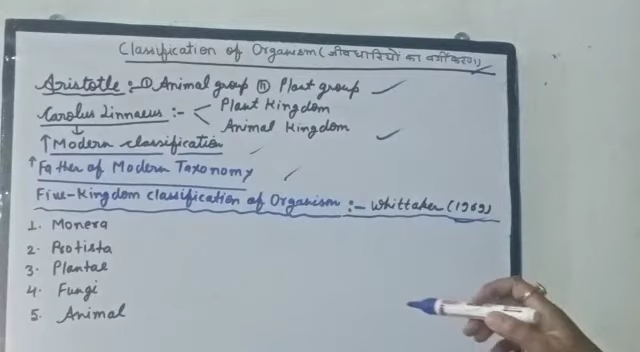 Classification of Organism (जीवधारियों का वर्गीकरण)
Aristotle :- (i) Animal group (ii) Plant group
Carolus Linnaeus :- < Plant Kingdom
Animal Kingdom
↑ Modern classification
↑ Father of Modern Taxonomy
Five-Kingdom classification of Organism :- Whittaker (1969)
1. Monera
2. Protista
3. Plantae
4. Fungi
5. Animal